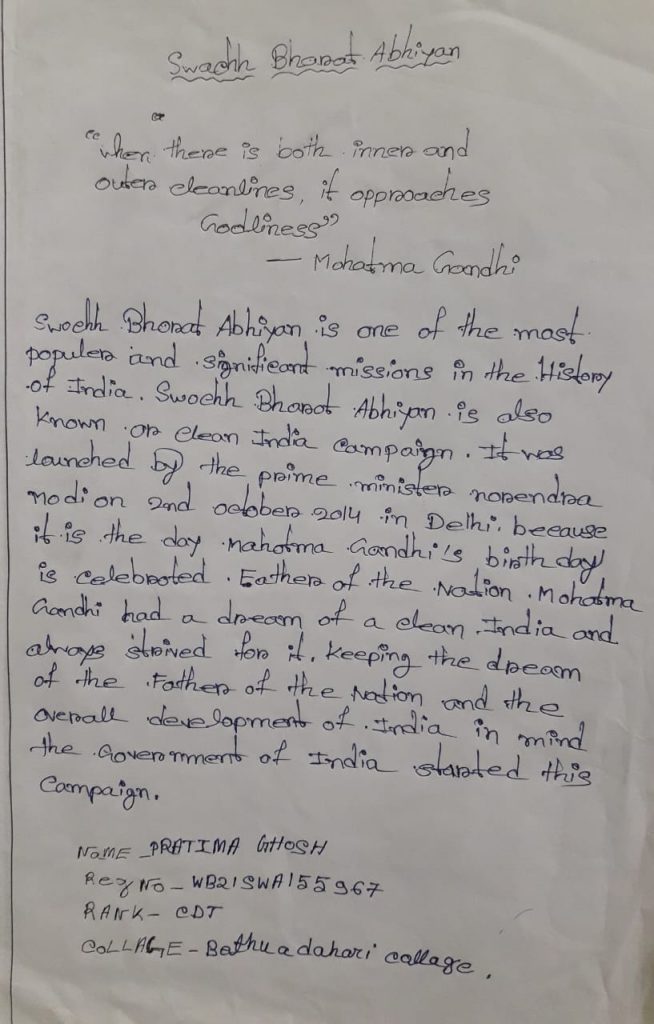 Swachh Bharat Abhiyan
"when there is both inner and
outer cleanlines, it approaches
Godliness"
— Mahatma Gandhi
Swachh Bharat Abhiyan is one of the most
populer and significant missions in the History
of India. Swachh Bharat Abhiyan is also
known or clean India Campaign. It was
launched by the prime minister narendra
modi on 2nd october 2014 in Delhi. because
it is the day mahatma Gandhi's birth day
is celebrated. Father of the Nation. Mahatma
Gandhi had a dream of a clean India and
always strived for it. keeping the dream
of the Father of the Nation and the
overall development of India in mind
the Government of India started this
Campaign.
NAME - PRATIMA GHOSH
Reg No - WB21SWA155967
RANK - CDT
COLLAGE - Bethuadahari callage.